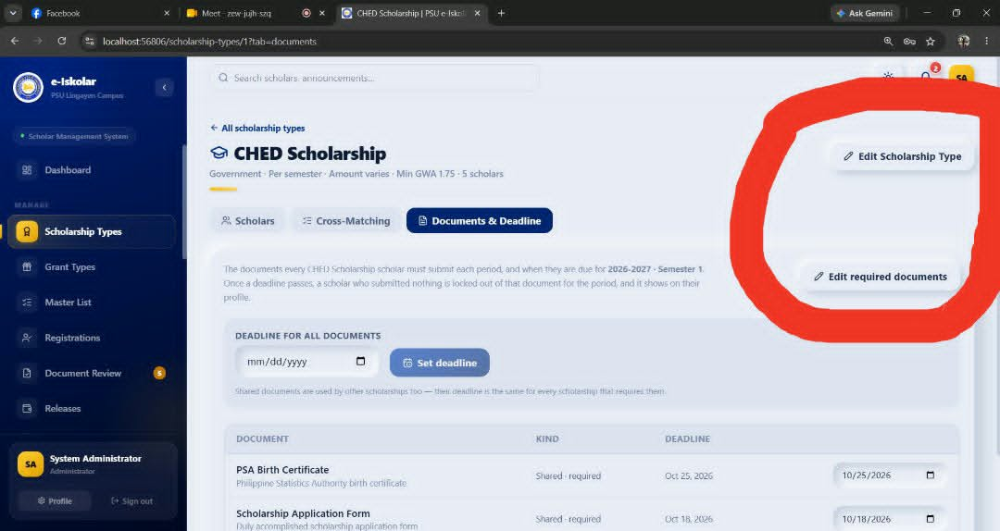 Facebook
Meet - zew-jujh-szq
CHED Scholarship | PSU e-Iskol
Ask Gemini
localhost:56806/scholarship-types/1?tab=documents
e-Iskolar
PSU Lingayen Campus
Scholar Management System
Dashboard
MANAGE
Scholarship Types
Grant Types
Master List
Registrations
Document Review
5
Releases
SA
System Administrator
Administrator
Profile
Sign out
Search scholars, announcements...
2
SA
All scholarship types
CHED Scholarship
Government · Per semester · Amount varies · Min GWA 1.75 · 5 scholars
Edit Scholarship Type
Scholars
Cross-Matching
Documents & Deadline
The documents every CHED Scholarship scholar must submit each period, and when they are due for 2026-2027 · Semester 1.
Once a deadline passes, a scholar who submitted nothing is locked out of that document for the period, and it shows on their
profile.
Edit required documents
DEADLINE FOR ALL DOCUMENTS
mm/dd/yyyy
Set deadline
Shared documents are used by other scholarships too — their deadline is the same for every scholarship that requires them.
DOCUMENT KIND DEADLINE
PSA Birth Certificate
Philippine Statistics Authority birth certificate
Shared · required
Oct 25, 2026
10/25/2026
Scholarship Application Form
Duly accomplished scholarship application form
Shared · required
Oct 18, 2026
10/18/2026